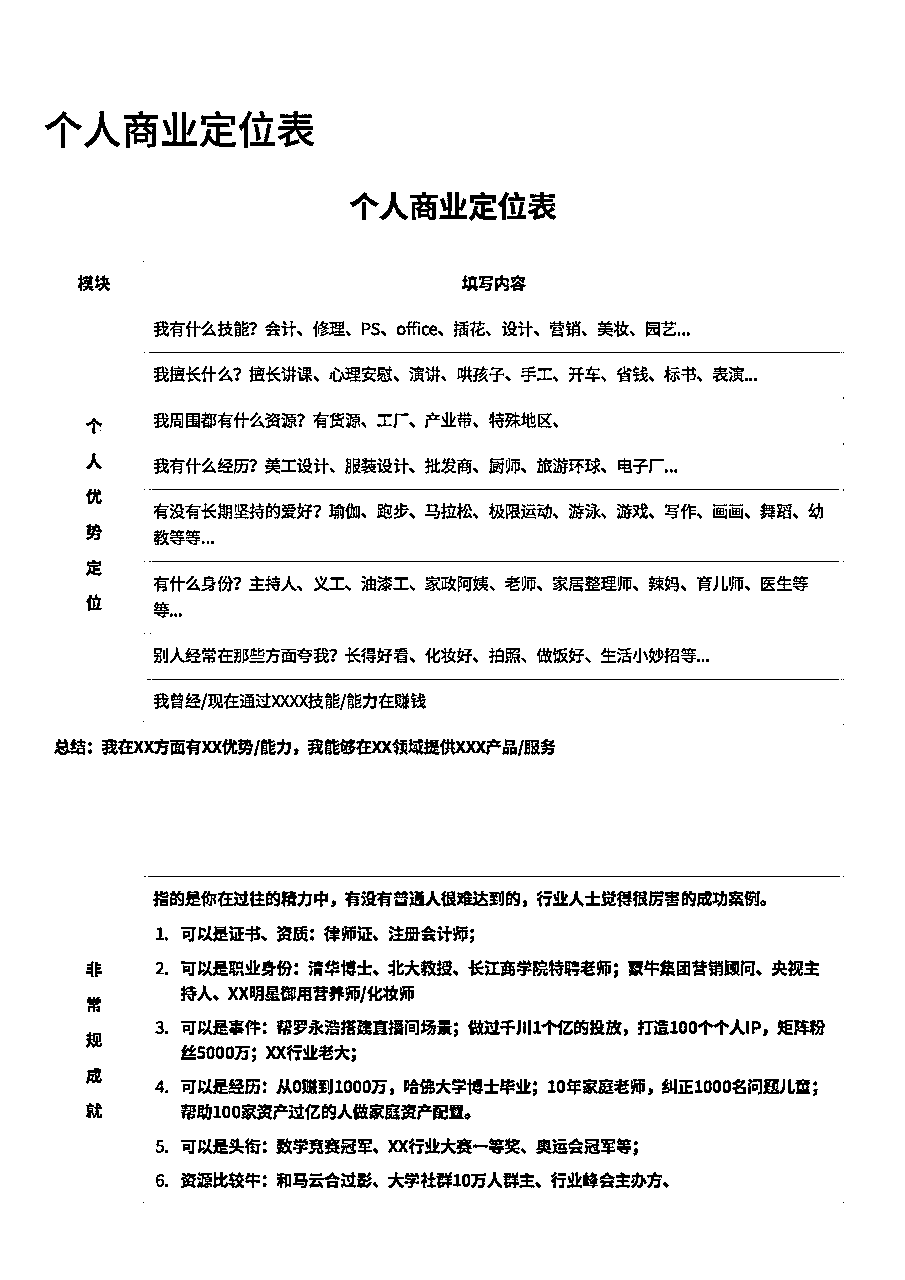 个人商业定位表
个人商业定位表
模块
填写内容
个人优势定位
我有什么技能？会计、修理、PS、office、插花、设计、营销、美妆、园艺...
我擅长什么？擅长讲课、心理安慰、演讲、哄孩子、手工、开车、省钱、标书、表演...
我周围都有什么资源？有货源、工厂、产业带、特殊地区、
我有什么经历？美工设计、服装设计、批发商、厨师、旅游环球、电子厂...
有没有长期坚持的爱好？瑜伽、跑步、马拉松、极限运动、游泳、游戏、写作、画画、舞蹈、幼
教等等...
有什么身份？主持人、义工、油漆工、家政阿姨、老师、家居整理师、辣妈、育儿师、医生等
等...
别人经常在那些方面夸我？长得好看、化妆好、拍照、做饭好、生活小妙招等...
我曾经/现在通过XXXX技能/能力在赚钱
总结：我在XX方面有XX优势/能力，我能够在XX领域提供XXX产品/服务
非常规成就
指的是你在过往的精力中，有没有普通人很难达到的，行业人士觉得很厉害的成功案例。
1. 可以是证书、资质：律师证、注册会计师；
2. 可以是职业身份：清华博士、北大教授、长江商学院特聘老师；蒙牛集团营销顾问、央视主
持人、XX明星御用营养师/化妆师
3. 可以是事件：帮罗永浩搭建直播间场景；做过千川1个亿的投放，打造100个个人IP，矩阵粉
丝5000万；XX行业老大；
4. 可以是经历：从0赚到1000万，哈佛大学博士毕业；10年家庭老师，纠正1000名问题儿童；
帮助100家资产过亿的人做家庭资产配置。
5. 可以是头衔：数学竞赛冠军、XX行业大赛一等奖、奥运会冠军等；
6. 资源比较牛：和马云合过影、大学社群10万人群主、行业峰会主办方、